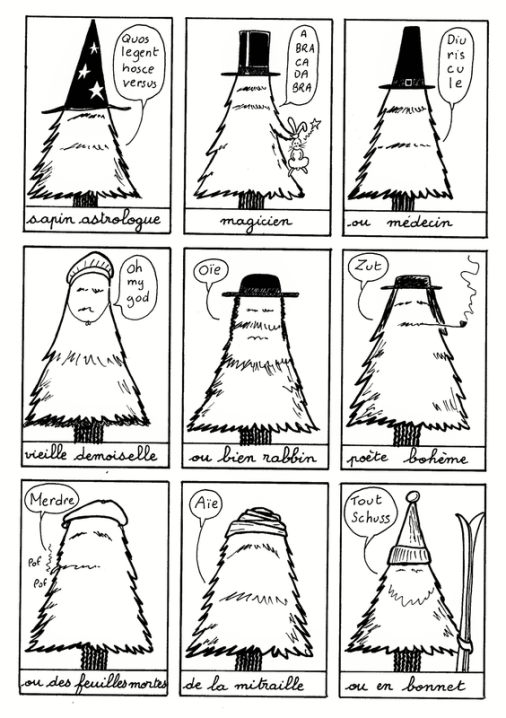 Quos
legent
hosce
versus
sapin astrologue
A
BRA
CA
DA
BRA
magicien
Diu
ris
cu
le
ou médecin
Oh
my
god
vieille demoiselle
Oïe
ou bien rabbin
Zut
poète bohème
Merdre
Pof
Pof
ou des feuilles mortes
Aïe
de la mitraille
Tout
Schuss
ou en bonnet